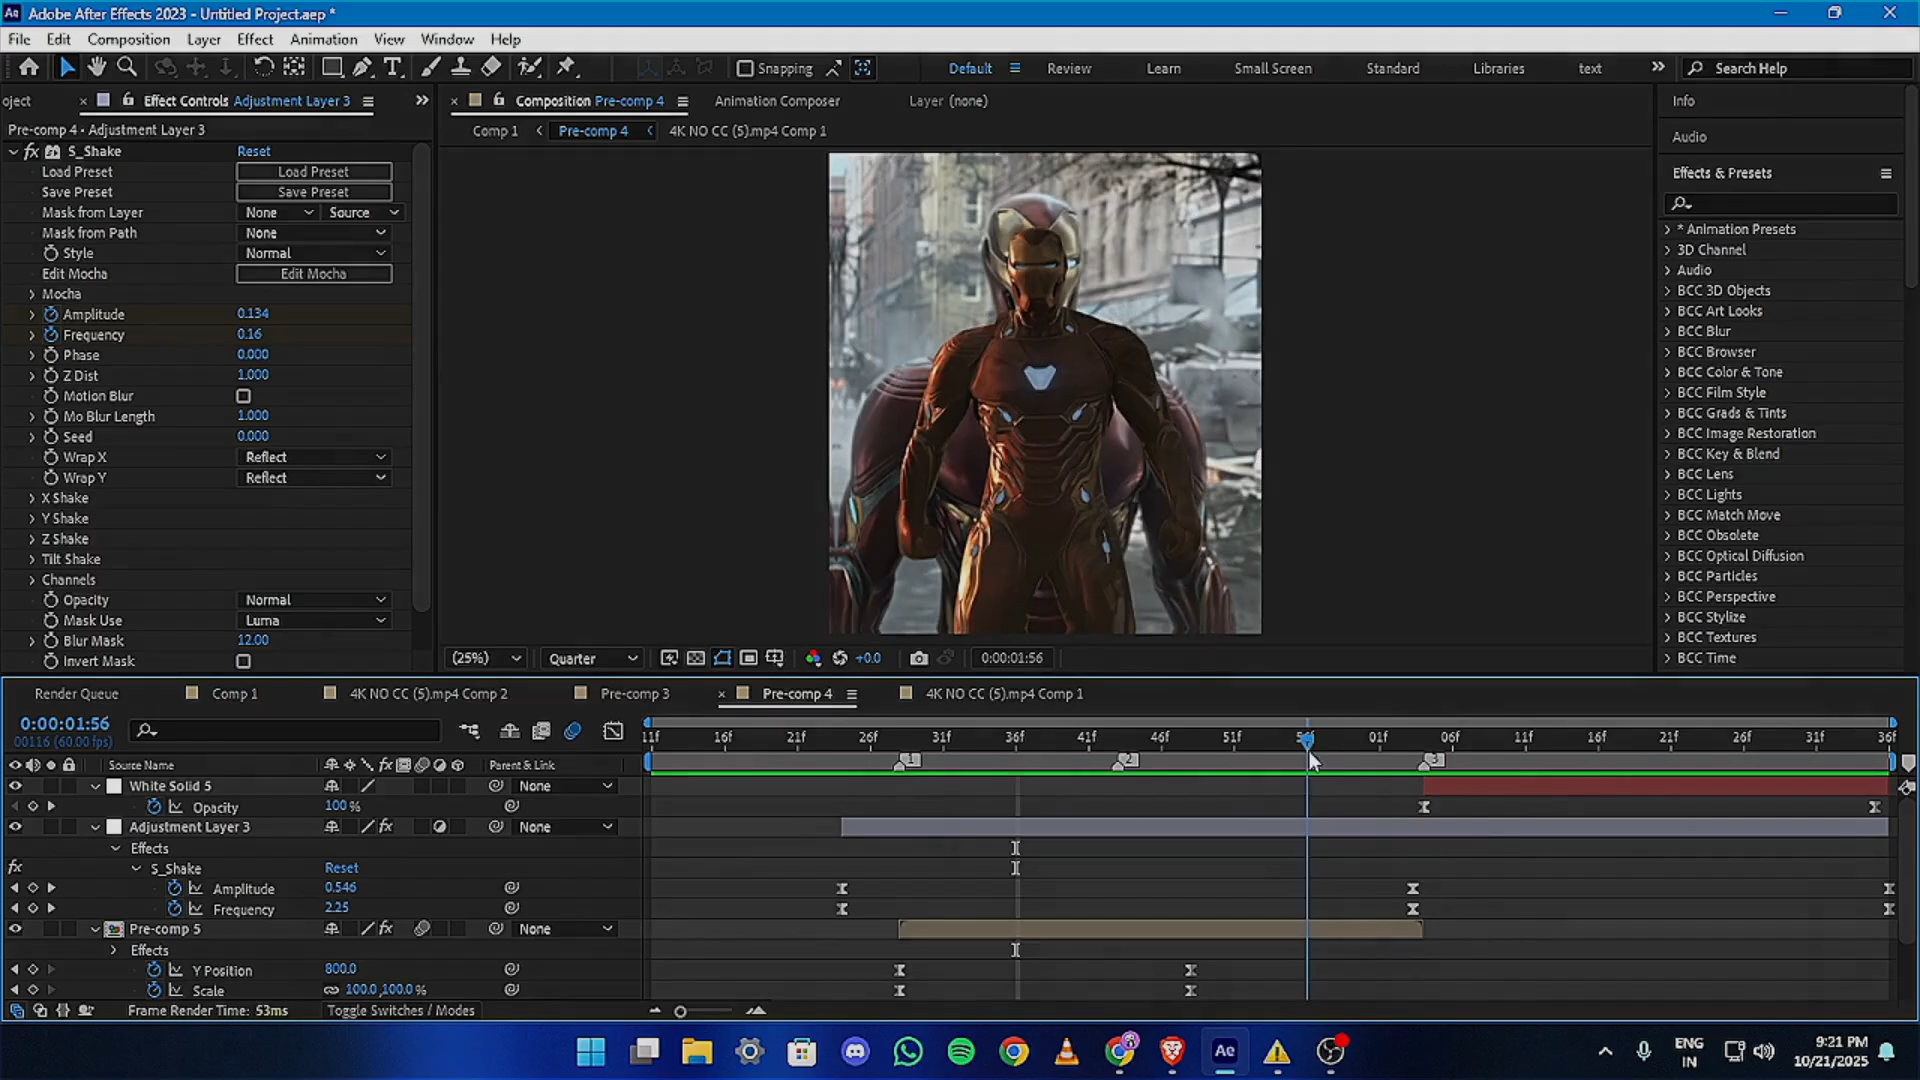 Ae Adobe After Effects 2023 - Untitled Project.aep *
File Edit Composition Layer Effect Animation View Window Help
Snapping Default Review Learn Small Screen Standard Libraries text Search Help
oject Effect Controls Adjustment Layer 3
Pre-comp 4 • Adjustment Layer 3
fx S_Shake Reset
Load Preset Load Preset
Save Preset Save Preset
Mask from Layer None Source
Mask from Path None
Style Normal
Edit Mocha Edit Mocha
Mocha
Amplitude 0.134
Frequency 0.16
Phase 0.000
Z Dist 1.000
Motion Blur
Mo Blur Length 1.000
Seed 0.000
Wrap X Reflect
Wrap Y Reflect
X Shake
Y Shake
Z Shake
Tilt Shake
Channels
Opacity Normal
Mask Use Luma
Blur Mask 12.00
Invert Mask
Composition Pre-comp 4 Animation Composer Layer (none)
Comp 1 Pre-comp 4 4K NO CC (5).mp4 Comp 1
(25%) Quarter +0.0 0:00:01:56
Info
Audio
Effects & Presets
* Animation Presets
3D Channel
Audio
BCC 3D Objects
BCC Art Looks
BCC Blur
BCC Browser
BCC Color & Tone
BCC Film Style
BCC Grads & Tints
BCC Image Restoration
BCC Key & Blend
BCC Lens
BCC Lights
BCC Match Move
BCC Obsolete
BCC Optical Diffusion
BCC Particles
BCC Perspective
BCC Stylize
BCC Textures
BCC Time
Render Queue Comp 1 4K NO CC (5).mp4 Comp 2 Pre-comp 3 Pre-comp 4 4K NO CC (5).mp4 Comp 1
0:00:01:56
00116 (60.00 fps)
11f 16f 21f 26f 31f 36f 41f 46f 51f 01f 06f 11f 16f 21f 26f 31f 36f
1 2 3
Source Name fx Parent & Link
White Solid 5 None
Opacity 100 %
Adjustment Layer 3 fx None
Effects
fx S_Shake Reset
Amplitude 0.546
Frequency 2.25
Pre-comp 5 fx None
Effects
Y Position 800.0
Scale 100.0,100.0 %
Frame Render Time: 53ms Toggle Switches / Modes
Ae
ENG
IN
9:21 PM
10/21/2025